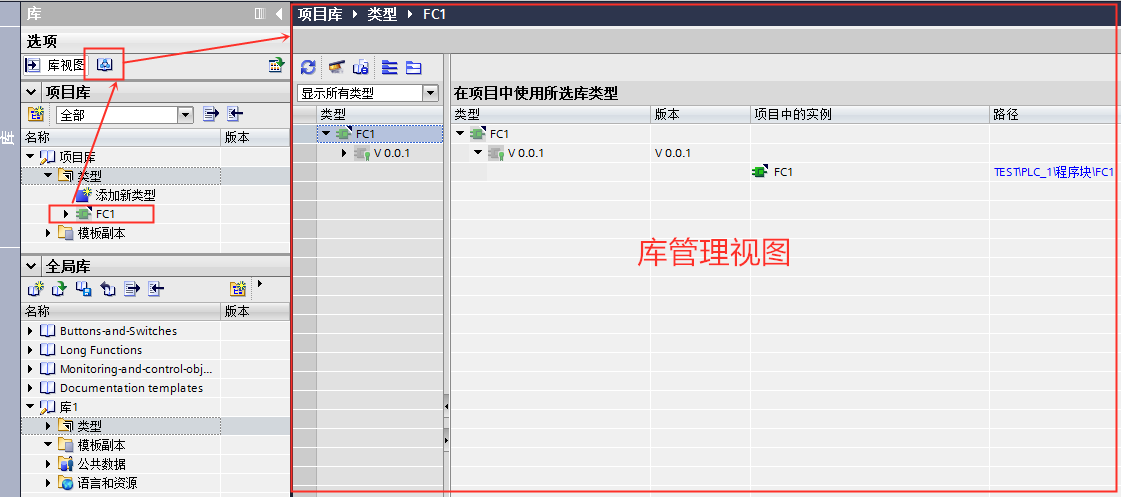 库
选项
库视图
项目库
全部
名称 版本
项目库
类型
添加新类型
FC1
模板副本
全局库
名称 版本
Buttons-and-Switches
Long Functions
Monitoring-and-control-obj...
Documentation templates
库1
类型
模板副本
公共数据
语言和资源
库
项目库 类型 FC1
显示所有类型
类型
FC1
V 0.0.1
在项目中使用所选库类型
类型 版本 项目中的实例 路径
FC1
V 0.0.1 V 0.0.1
FC1 TEST\PLC_1\程序块\FC1
库管理视图